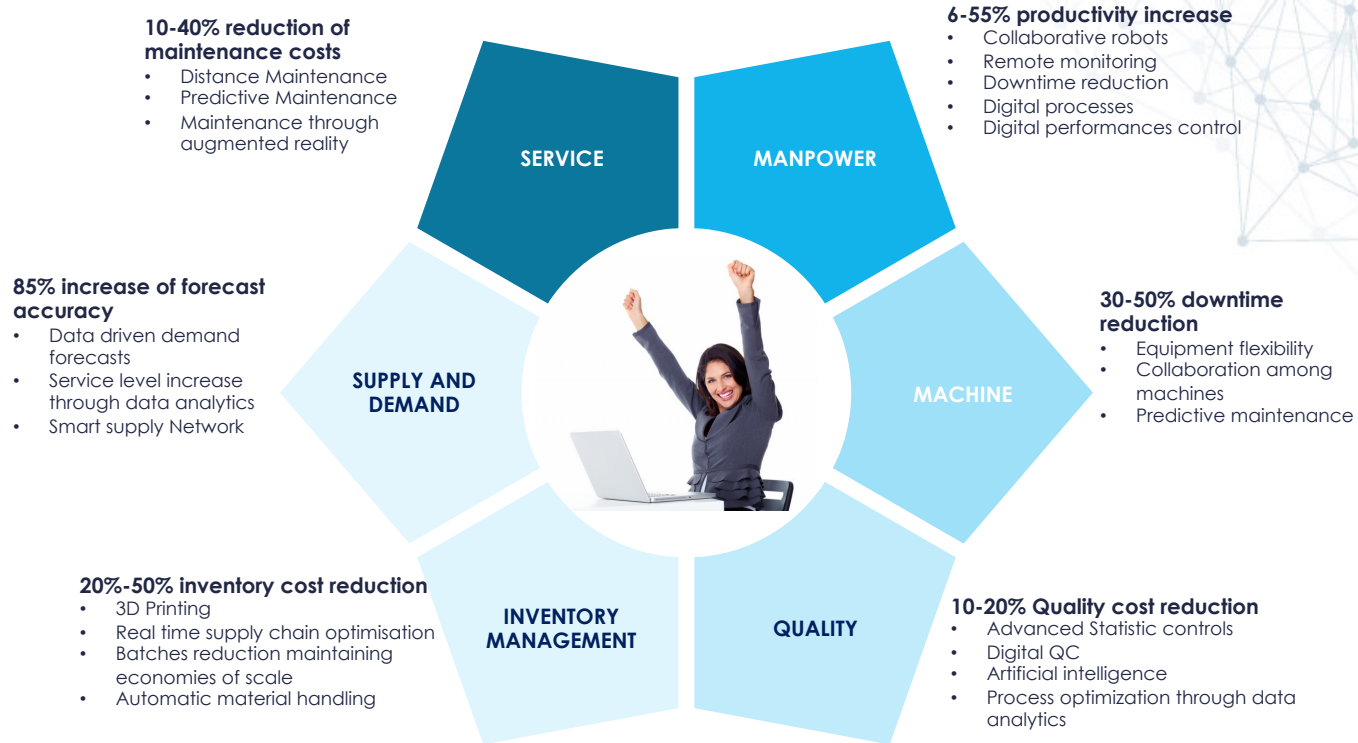 10-40% reduction of
maintenance costs
• Distance Maintenance
• Predictive Maintenance
• Maintenance through
augmented reality
SERVICE
MANPOWER
6-55% productivity increase
• Collaborative robots
• Remote monitoring
• Downtime reduction
• Digital processes
• Digital performances control
85% increase of forecast
accuracy
• Data driven demand
forecasts
• Service level increase
through data analytics
• Smart supply Network
SUPPLY AND
DEMAND
MACHINE
30-50% downtime
reduction
• Equipment flexibility
• Collaboration among
machines
• Predictive maintenance
20%-50% inventory cost reduction
• 3D Printing
• Real time supply chain optimisation
• Batches reduction maintaining
economies of scale
• Automatic material handling
INVENTORY
MANAGEMENT
QUALITY
10-20% Quality cost reduction
• Advanced Statistic controls
• Digital QC
• Artificial intelligence
• Process optimization through data
analytics